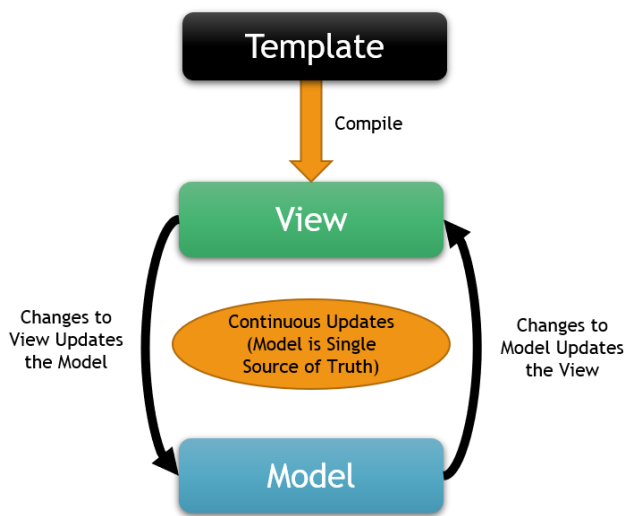 Template
Compile
View
Changes to
View Updates
the Model
Continuous Updates
(Model is Single
Source of Truth)
Changes to
Model Updates
the View
Model